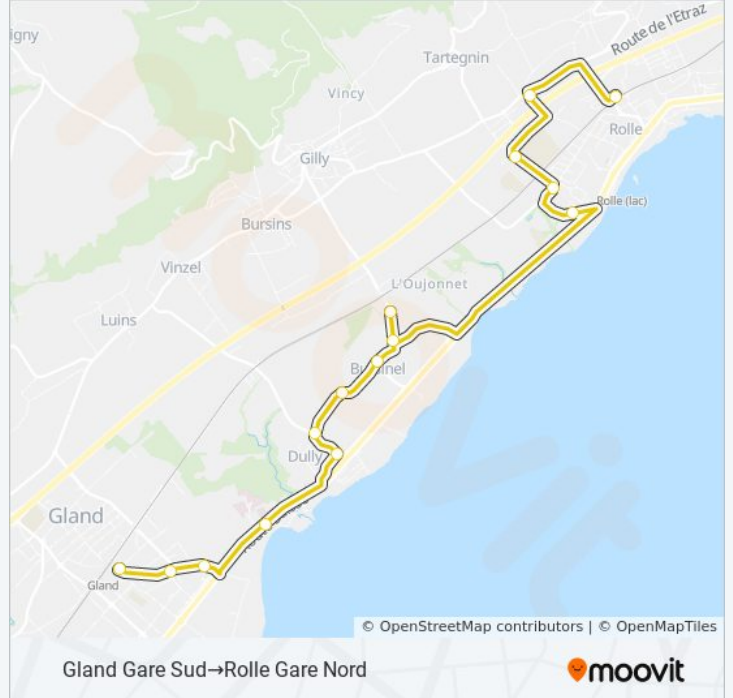 igny
Route de l'Etraz
Tartegnin
Vincy
Rolle
Gilly
Rolle (lac)
Bursins
Vinzel
L'Oujonnet
Luins
Dully
Gland
Gland
© OpenStreetMap contributors | © OpenMapTiles
Gland Gare Sud→Rolle Gare Nord
moovit